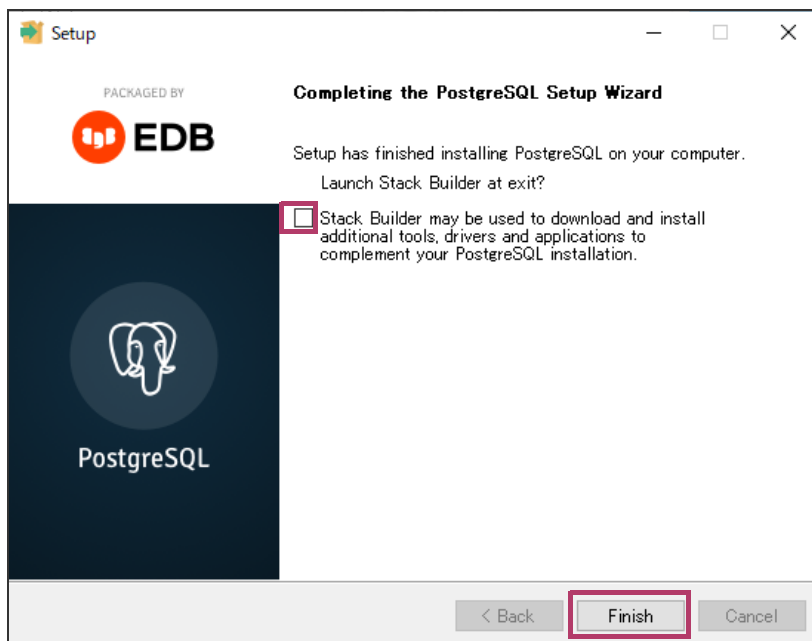 Setup
PACKAGED BY
EDB
Completing the PostgreSQL Setup Wizard
Setup has finished installing PostgreSQL on your computer.
Launch Stack Builder at exit?
Stack Builder may be used to download and install
additional tools, drivers and applications to
complement your PostgreSQL installation.
PostgreSQL
< Back
Finish
Cancel